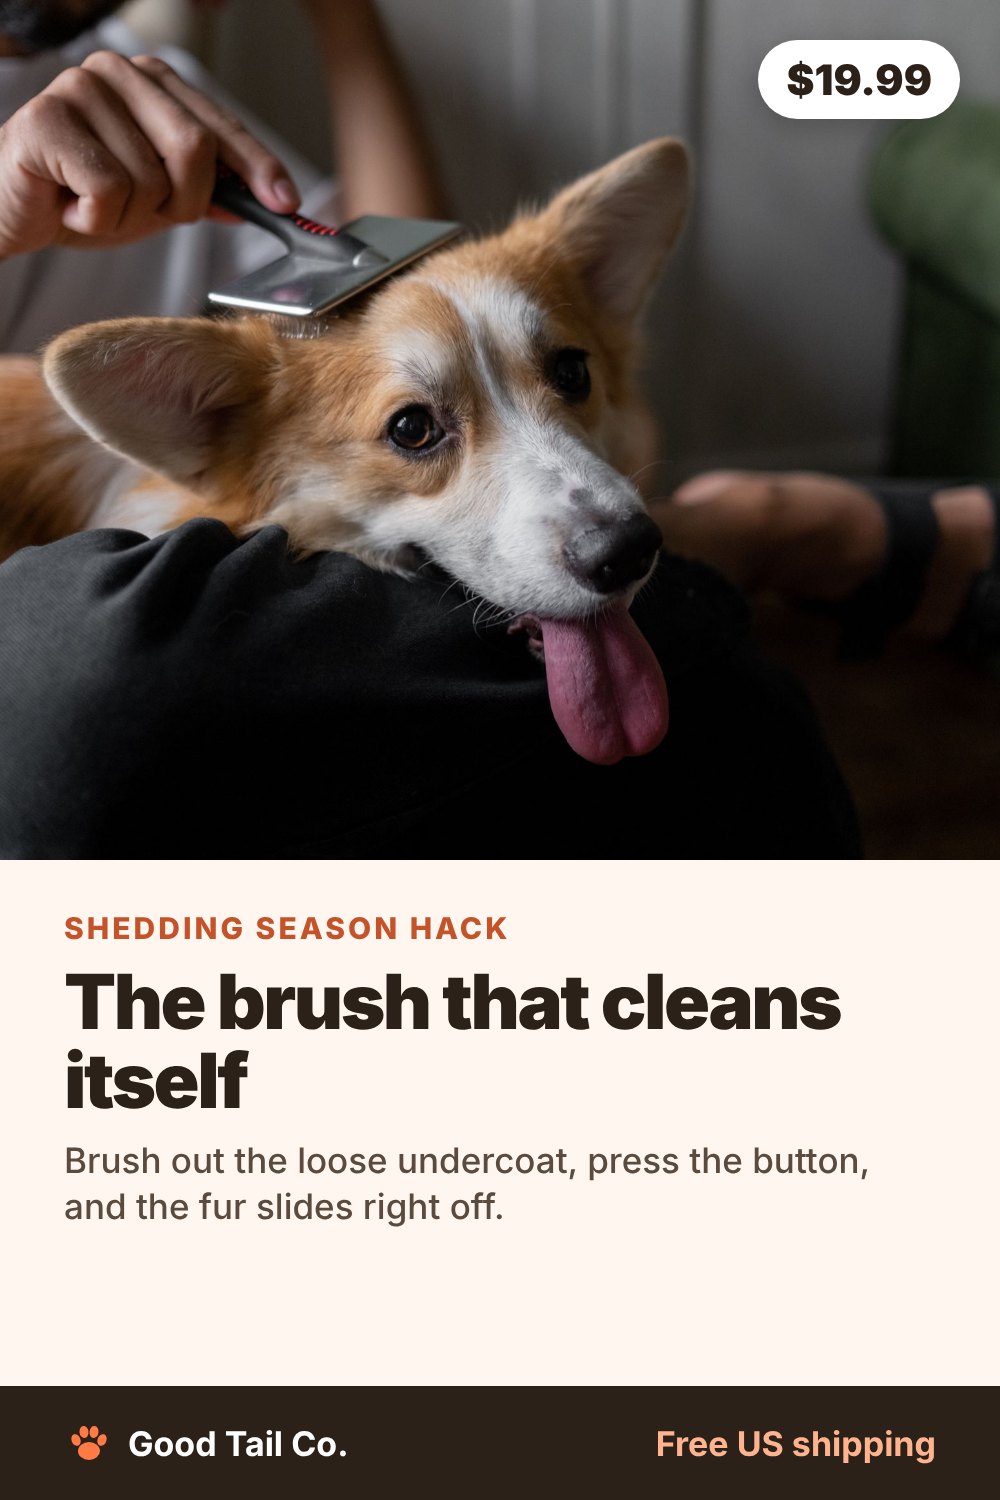 $19.99
SHEDDING SEASON HACK
The brush that cleans
itself
Brush out the loose undercoat, press the button,
and the fur slides right off.
Good Tail Co.
Free US shipping